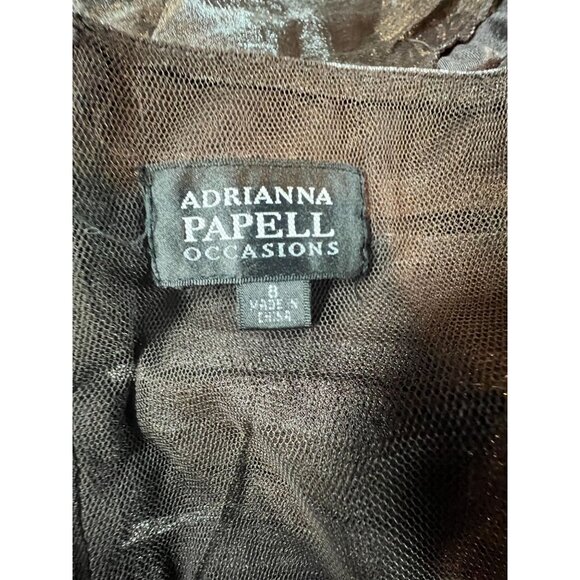 ADRIANNA
PAPELL
OCCASIONS
8
MADE IN
CHINA